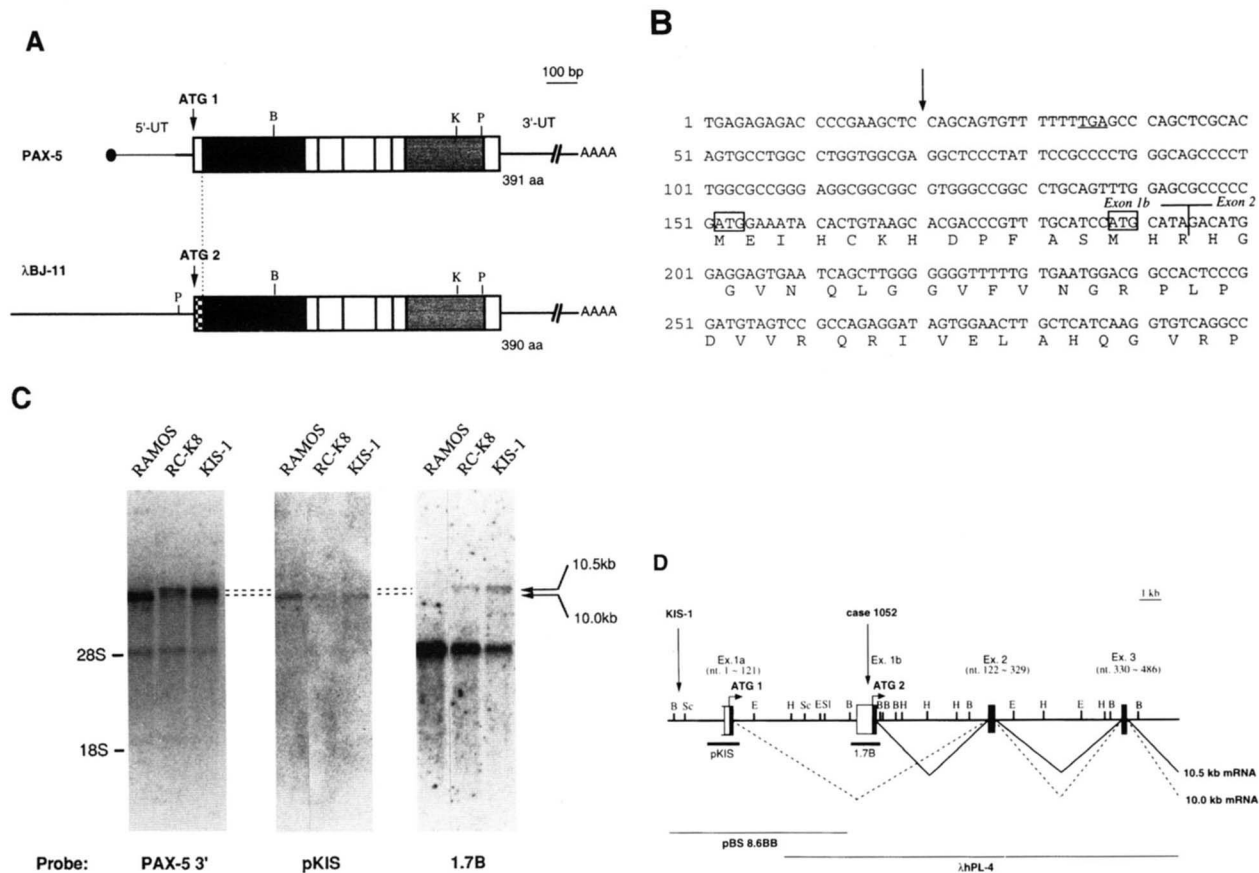 A
100 bp
ATG 1
5'-UT
B
K
P
3'-UT
PAX-5
AAAA
391 aa
ATG 2
λBJ-11
P
B
K
P
AAAA
390 aa
B
1 TGAGAGAGAC CCCGAAGCTC CAGCAGTGTT TTTTTTGAGCC CAGCTCGCAC
51 AGTGCCTGGC CTGGTGGCGA GGCTCCCTAT TCCGCCCCTG GGCAGCCCCT
101 TGGCGCCGGG AGGCGGCGGC GTGGGCCGGC CTGCAGTTTG GAGCGCCCCC
Exon 1b Exon 2
151 GATGGAAATA CACTGTAAGC ACGACCCGTT TGCATCCATG CATAGACATG
M E I H C K H D P F A S M H R H G
201 GAGGAGTGAA TCAGCTTGGG GGGGTTTTTG TGAATGGACG GCCACTCCCG
G V N Q L G G V F V N G R P L P
251 GATGTAGTCC GCCAGAGGAT AGTGGAACTT GCTCATCAAG GTGTCAGGCC
D V V R Q R I V E L A H Q G V R P
C
RAMOS RC-K8 KIS-1
RAMOS RC-K8 KIS-1
RAMOS RC-K8 KIS-1
10.5kb
10.0kb
28S
18S
Probe: PAX-5 3' pKIS 1.7B
D
1 kb
KIS-1
case 1052
Ex.1a
(nt. 1 ~ 121)
ATG 1
Ex. 1b
ATG 2
Ex. 2
(nt. 122 ~ 329)
Ex. 3
(nt. 330 ~ 486)
B Sc E H Sc ESl B BB BH H H B E H E H B B
pKIS
1.7B
10.5 kb mRNA
10.0 kb mRNA
pBS 8.6BB
λhPL-4